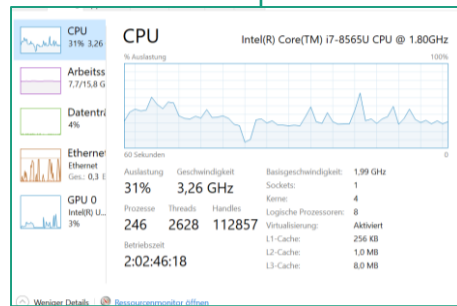 CPU
31% 3,26
Arbeitss
7,7/15,8 G
Datenträ
4%
Ethernet
Ethernet
Ges.: 0,3
GPU 0
Intel(R) U...
3%
CPU
Intel(R) Core(TM) i7-8565U CPU @ 1.80GHz
% Auslastung
100%
60 Sekunden
0
Auslastung
Geschwindigkeit
31%
3,26 GHz
Prozesse
Threads
Handles
246
2628
112857
Betriebszeit
2:02:46:18
Basisgeschwindigkeit: 1,99 GHz
Sockets: 1
Kerne: 4
Logische Prozessoren: 8
Virtualisierung: Aktiviert
L1-Cache: 256 KB
L2-Cache: 1,0 MB
L3-Cache: 8,0 MB
Weniger Details
Ressourcenmonitor öffnen